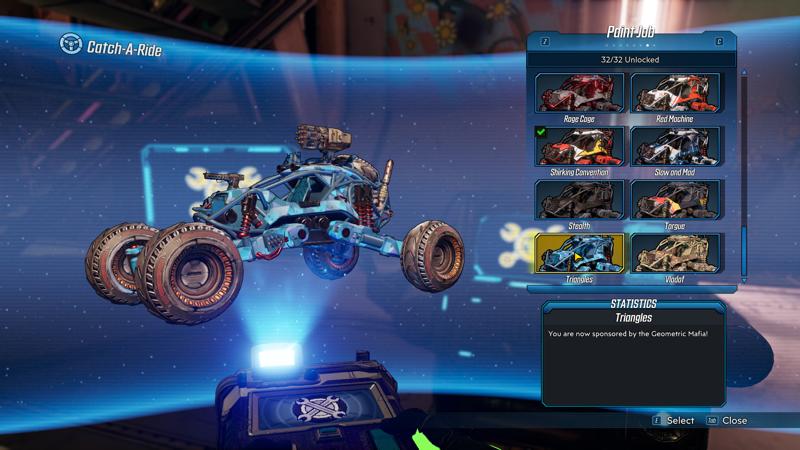 Catch-A-Ride
Paint Job
32/32 Unlocked
Rage Cage
Red Machine
Shirking Convention
Slow and Mad
Stealth
Torgue
Triangles
Vladof
STATISTICS
Triangles
You are now sponsored by the Geometric Mafia!
E Select
Tab Close